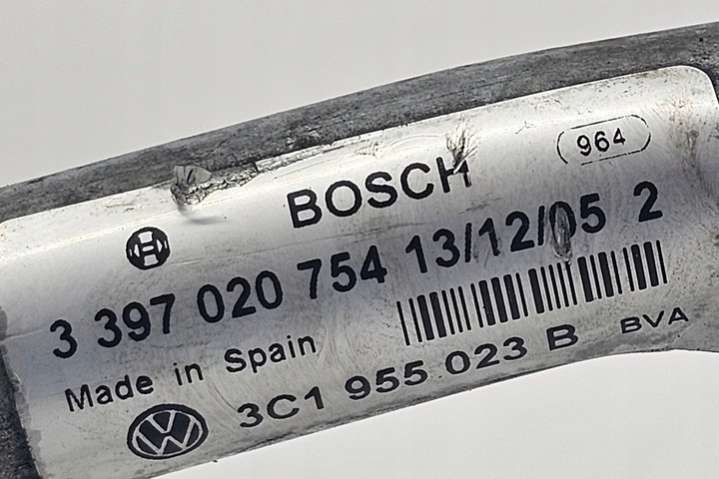 964
BOSCH
3 397 020 754 13/12/05 2
Made in Spain
3C1 955 023 B BVA